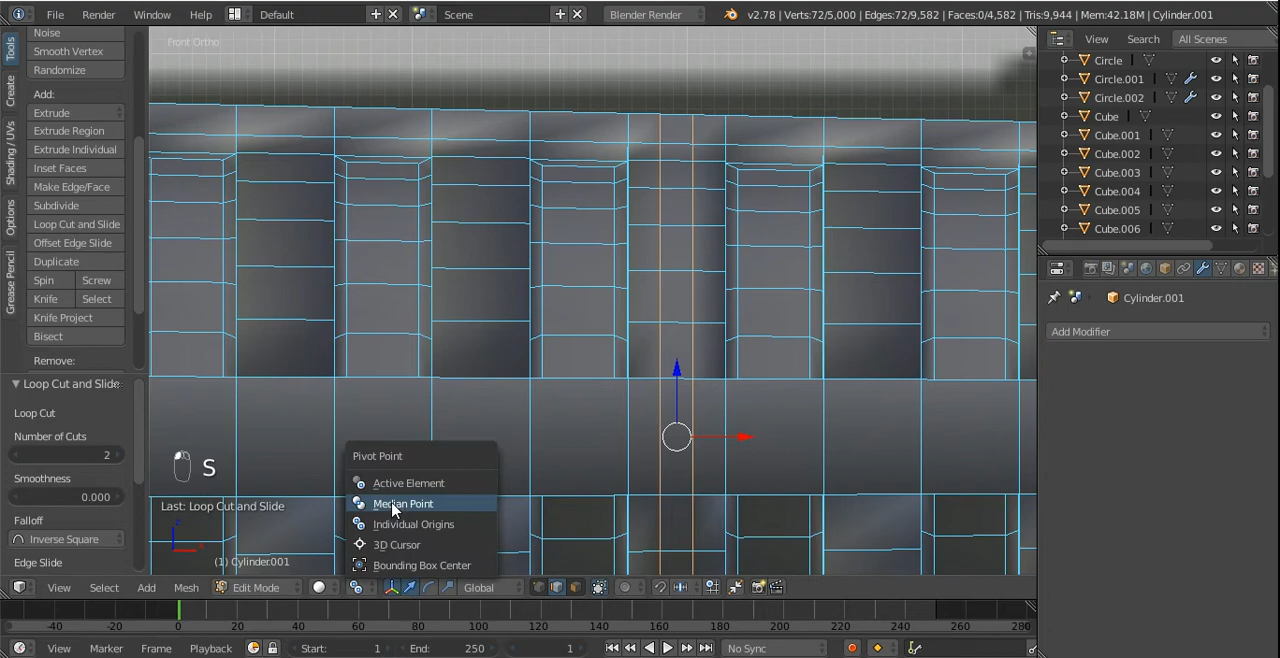 File Render Window Help Default Scene Blender Render v2.78 | Verts:72/5,000 | Edges:72/9,582 | Faces:0/4,582 | Tris:9,944 | Mem:42.18M | Cylinder.001
Tools
Create
Shading / UVs
Options
Grease Pencil
Noise
Smooth Vertex
Randomize
Add:
Extrude
Extrude Region
Extrude Individual
Inset Faces
Make Edge/Face
Subdivide
Loop Cut and Slide
Offset Edge Slide
Duplicate
Spin Screw
Knife Select
Knife Project
Bisect
Remove:
Loop Cut and Slide
Loop Cut
Number of Cuts
2
Smoothness
0.000
Falloff
Inverse Square
Edge Slide
Front Ortho
S
Last: Loop Cut and Slide
(1) Cylinder.001
Pivot Point
Active Element
Median Point
Individual Origins
3D Cursor
Bounding Box Center
View Select Add Mesh Edit Mode Global
-40 -20 0 20 40 60 80 100 120 140 160 180 200 220 240 260 280
View Marker Frame Playback Start: 1 End: 250 1 No Sync
View Search All Scenes
Circle
Circle.001
Circle.002
Cube
Cube.001
Cube.002
Cube.003
Cube.004
Cube.005
Cube.006
Cylinder.001
Add Modifier